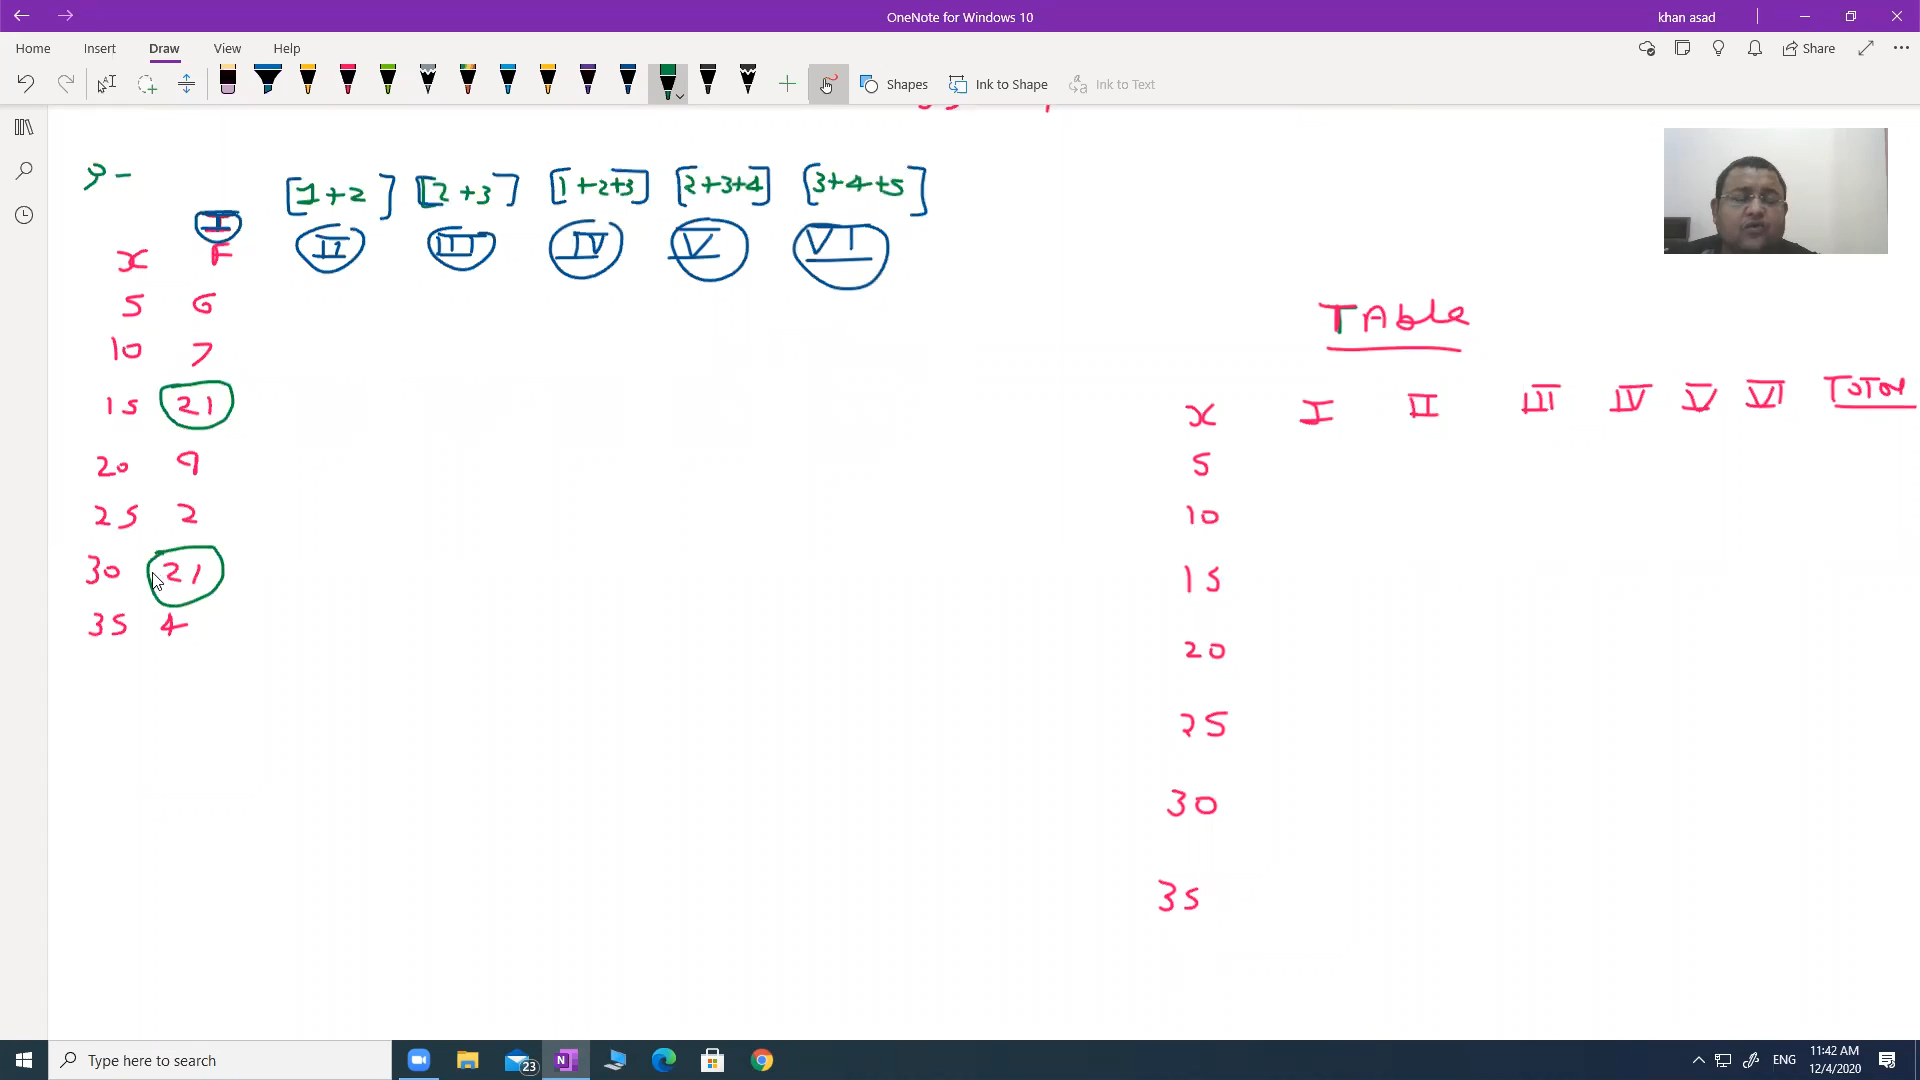 OneNote for Windows 10
khan asad
Home Insert Draw View Help
Share
Shapes
Ink to Shape
Ink to Text
[1+2] [2+3] [1+2+3] [2+3+4] [3+4+5]
I II III IV V VI
x F
5 6
10 7
15 21
20 9
25 2
30 21
35 4
TAble
x I II III IV V VI TOTAL
5
10
15
20
25
30
35
Type here to search
23
ENG
11:42 AM
12/4/2020